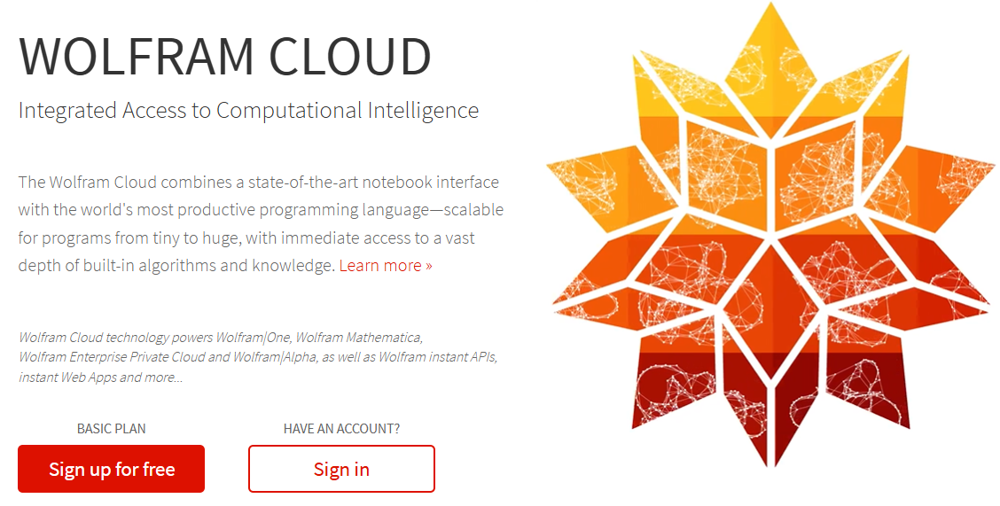 WOLFRAM CLOUD
Integrated Access to Computational Intelligence
The Wolfram Cloud combines a state-of-the-art notebook interface
with the world's most productive programming language—scalable
for programs from tiny to huge, with immediate access to a vast
depth of built-in algorithms and knowledge. Learn more »
Wolfram Cloud technology powers Wolfram|One, Wolfram Mathematica,
Wolfram Enterprise Private Cloud and Wolfram|Alpha, as well as Wolfram instant APIs,
instant Web Apps and more...
BASIC PLAN
Sign up for free
HAVE AN ACCOUNT?
Sign in